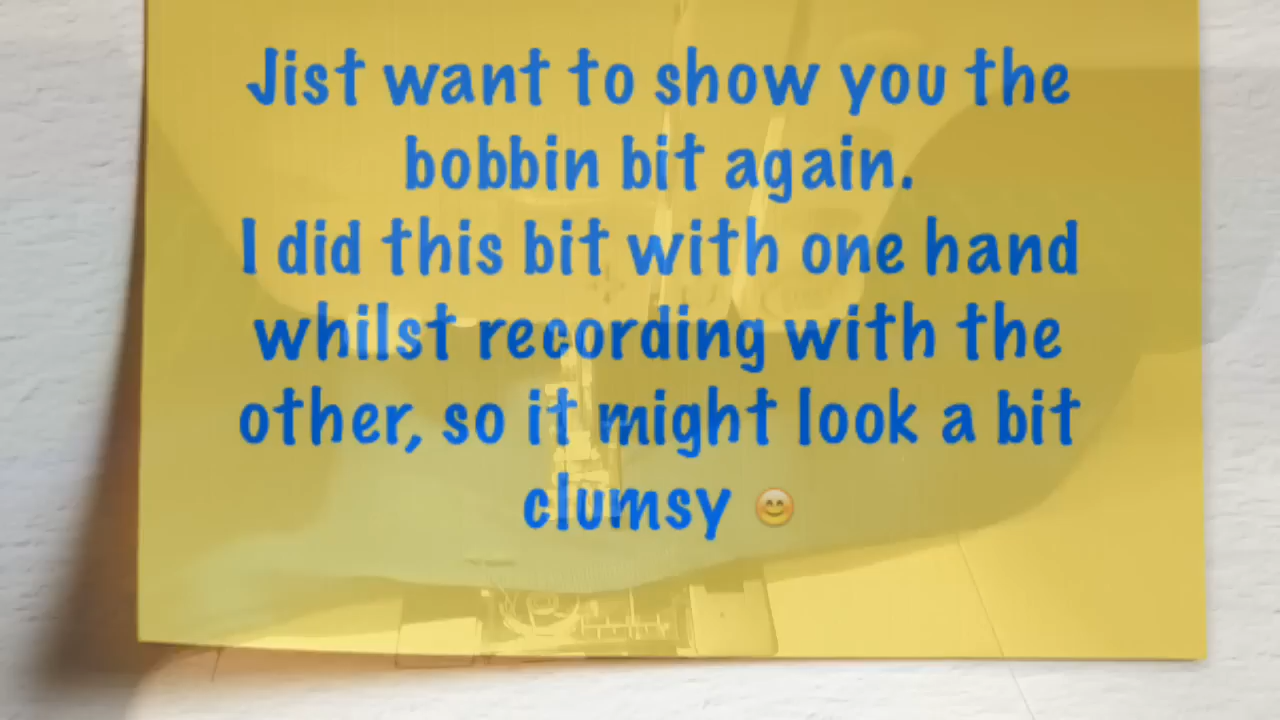 Jist want to show you the
bobbin bit again.
I did this bit with one hand
whilst recording with the
other, so it might look a bit
clumsy 😊